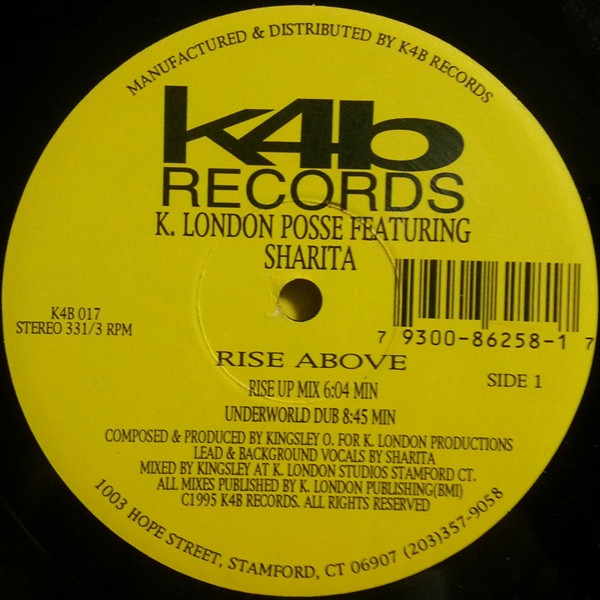 MANUFACTURED & DISTRIBUTED BY K4B RECORDS
K4b
RECORDS
K. LONDON POSSE FEATURING
SHARITA
K4B 017
STEREO 331/3 RPM
7 9300-86258-1 7
RISE ABOVE
SIDE 1
RISE UP MIX 6:04 MIN
UNDERWORLD DUB 8:45 MIN
COMPOSED & PRODUCED BY KINGSLEY O. FOR K. LONDON PRODUCTIONS
LEAD & BACKGROUND VOCALS BY SHARITA
MIXED BY KINGSLEY AT K. LONDON STUDIOS STAMFORD CT.
ALL MIXES PUBLISHED BY K. LONDON PUBLISHING(BMI)
C1995 K4B RECORDS. ALL RIGHTS RESERVED
1003 HOPE STREET, STAMFORD, CT 06907 (203)357-9058